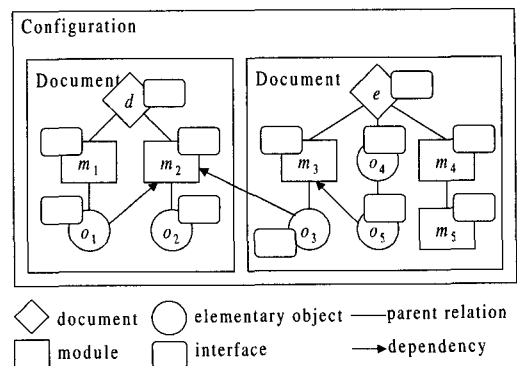 Configuration
Document
Document
d
e
m1
m2
m3
o4
m4
o1
o2
o3
o5
m5
document
elementary object
parent relation
module
interface
dependency